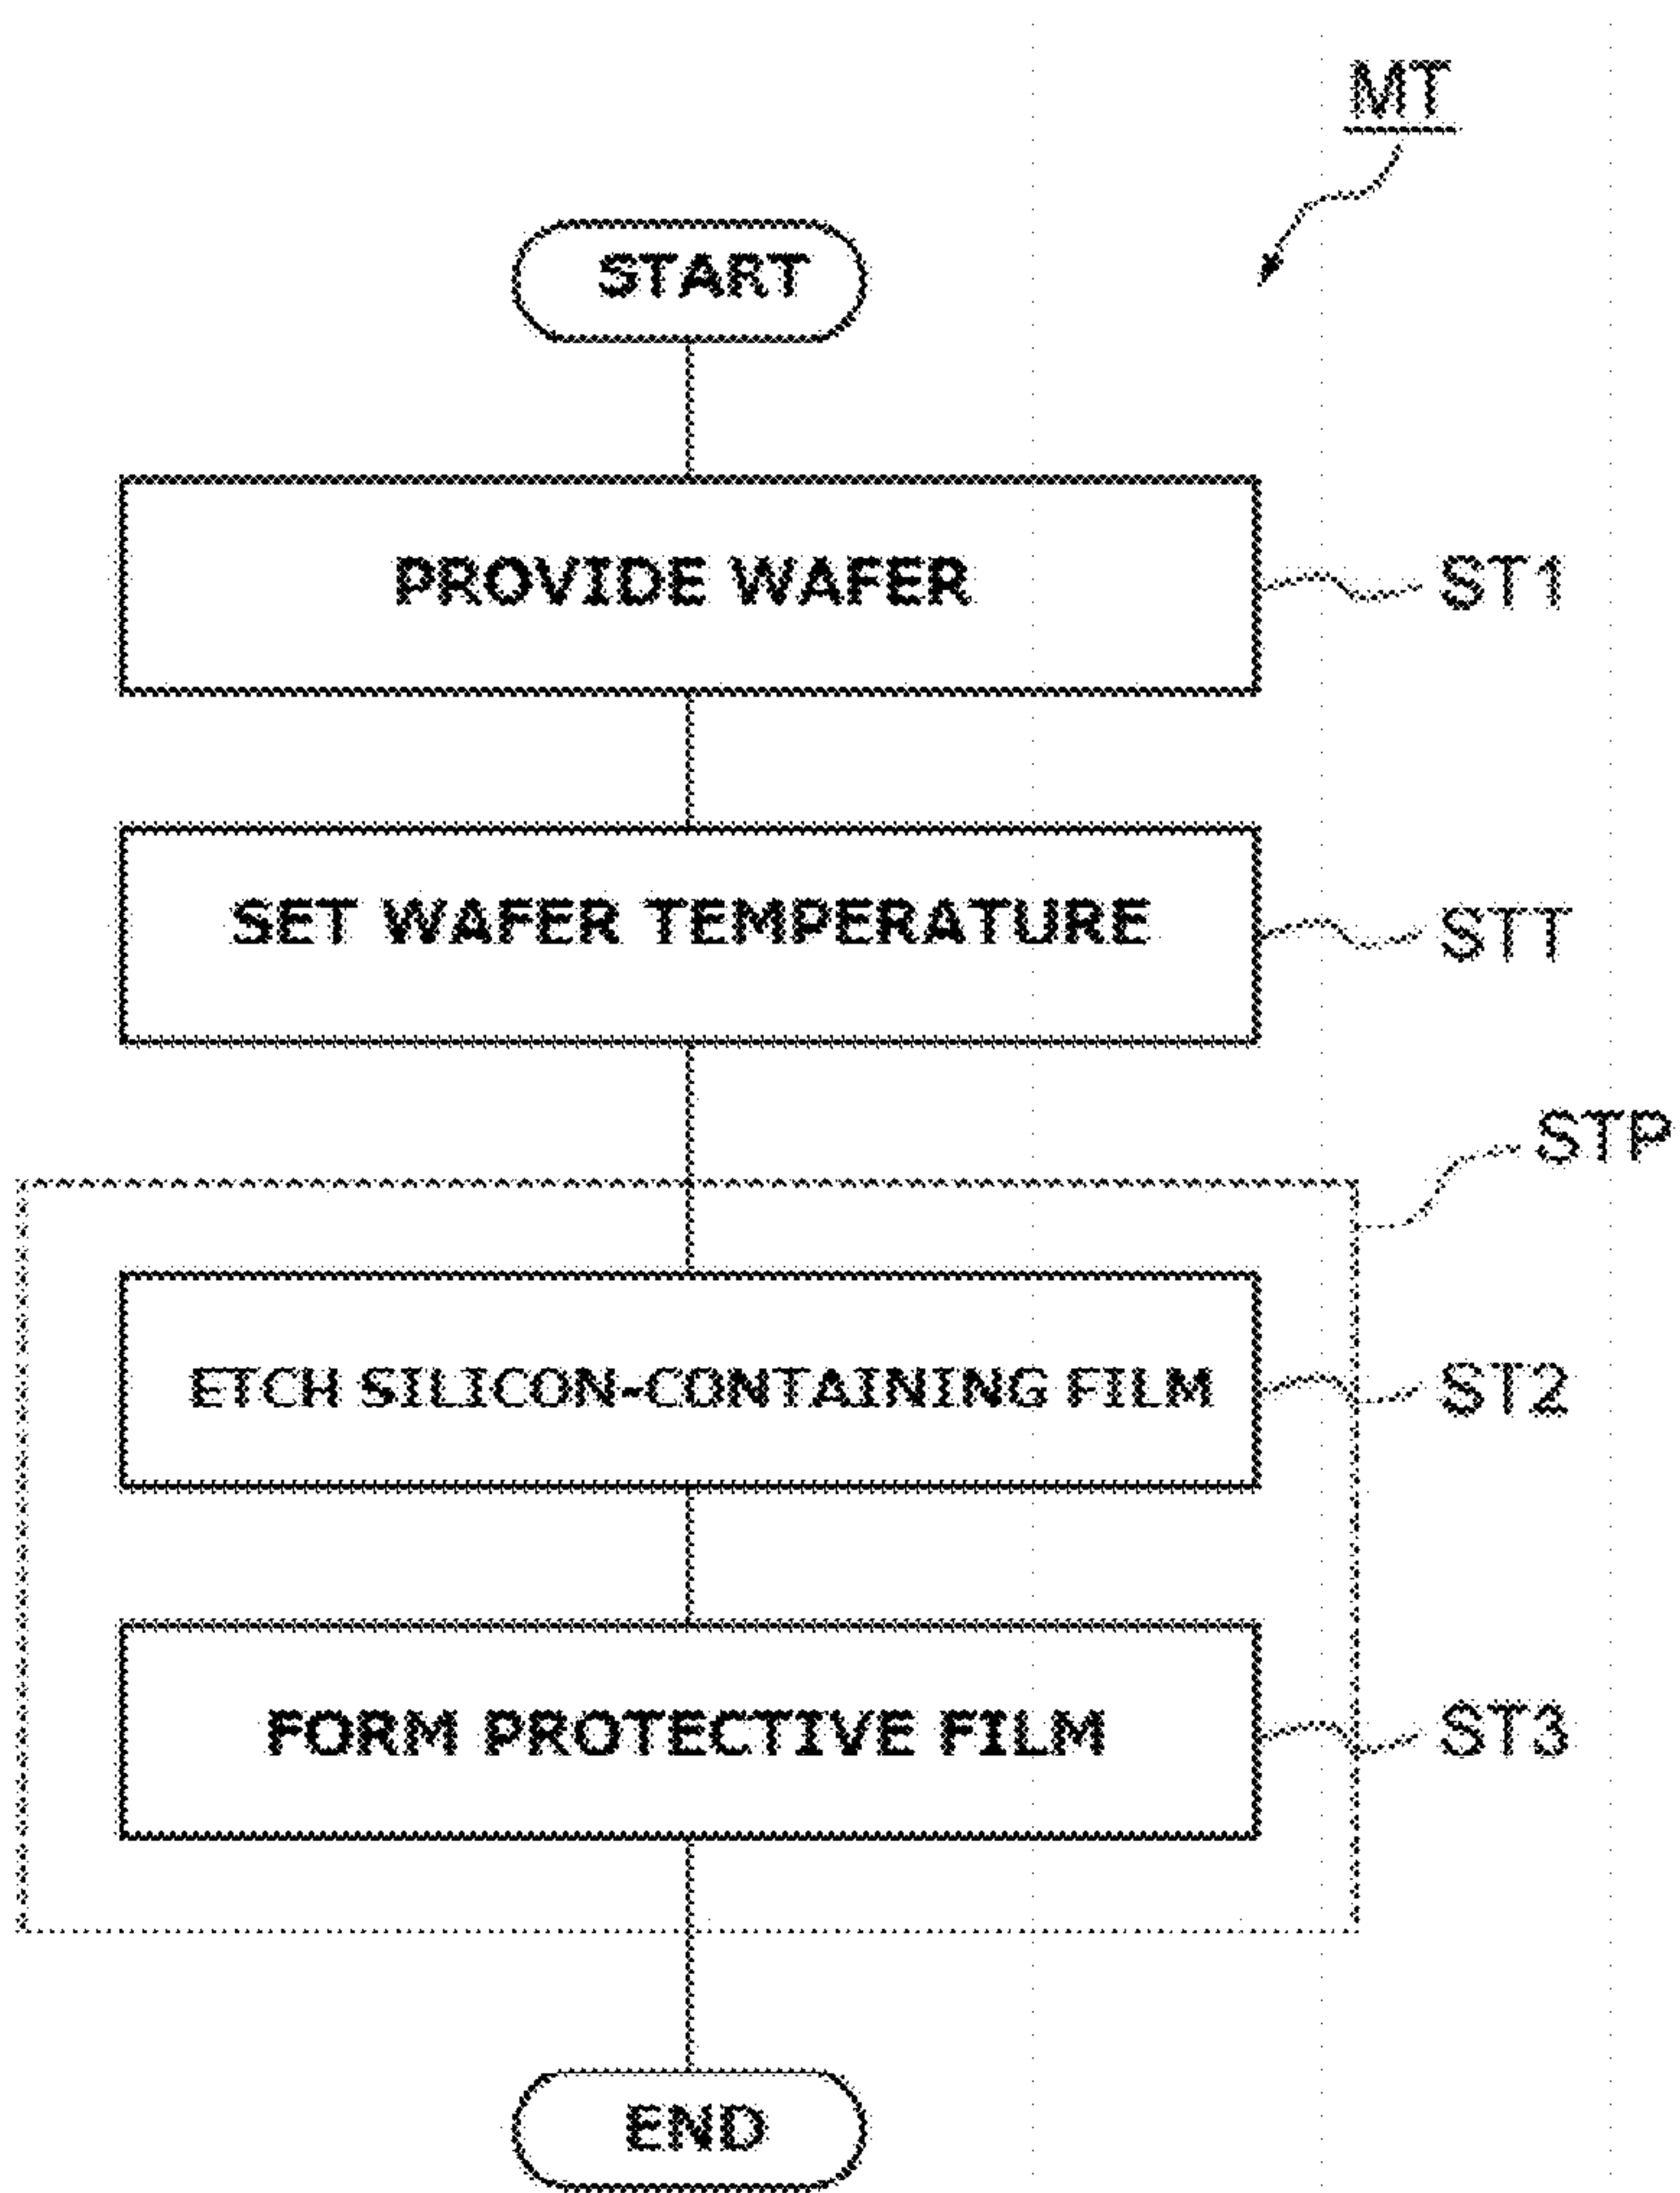 MT
START
PROVIDE WAFER
ST1
SET WAFER TEMPERATURE
STT
STP
ETCH SILICON-CONTAINING FILM
ST2
FORM PROTECTIVE FILM
ST3
END